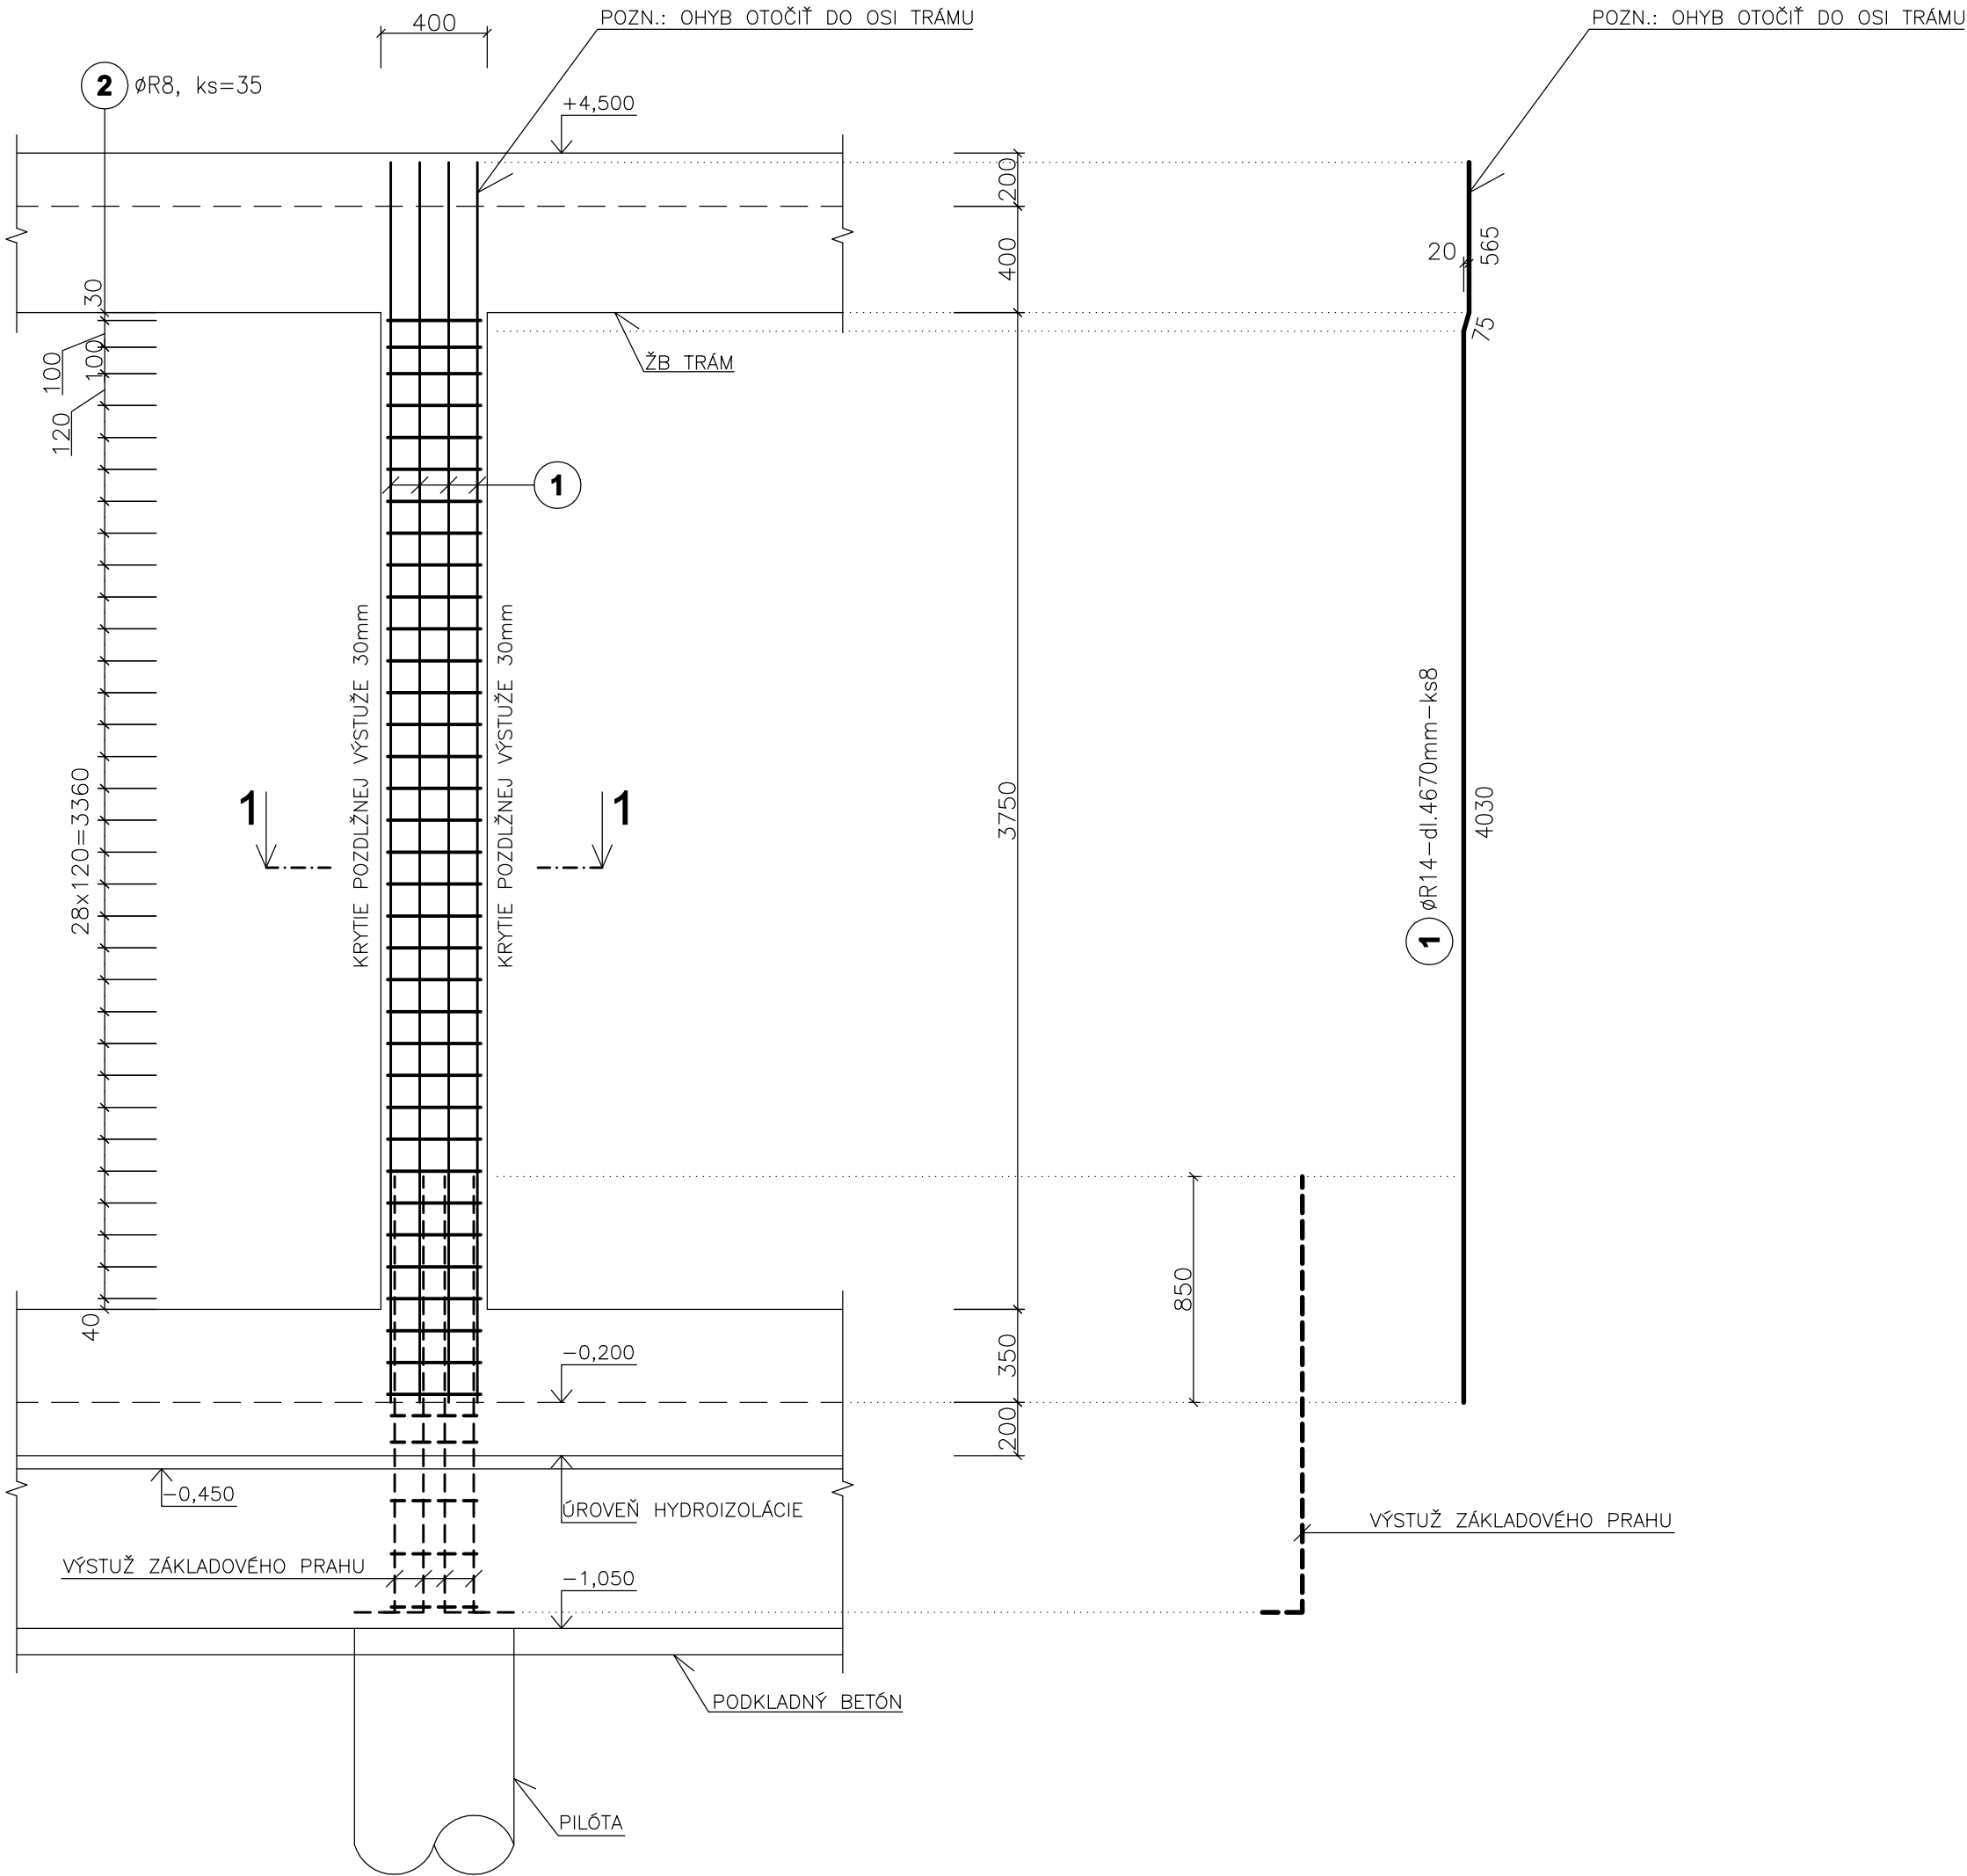 400
POZN.: OHYB OTOČIŤ DO OSI TRÁMU
POZN.: OHYB OTOČIŤ DO OSI TRÁMU
2 øR8, ks=35
+4,500
200
400
20
565
30
75
100
100
120
ŽB TRÁM
1
KRYTIE POZDĹŽNEJ VÝSTUŽE 30mm
KRYTIE POZDĹŽNEJ VÝSTUŽE 30mm
1 øR14-dl.4670mm-ks8
28x120=3360
1
1
3750
4030
850
40
-0,200
350
200
-0,450
ÚROVEŇ HYDROIZOLÁCIE
VÝSTUŽ ZÁKLADOVÉHO PRAHU
VÝSTUŽ ZÁKLADOVÉHO PRAHU
-1,050
PODKLADNÝ BETÓN
PILÓTA